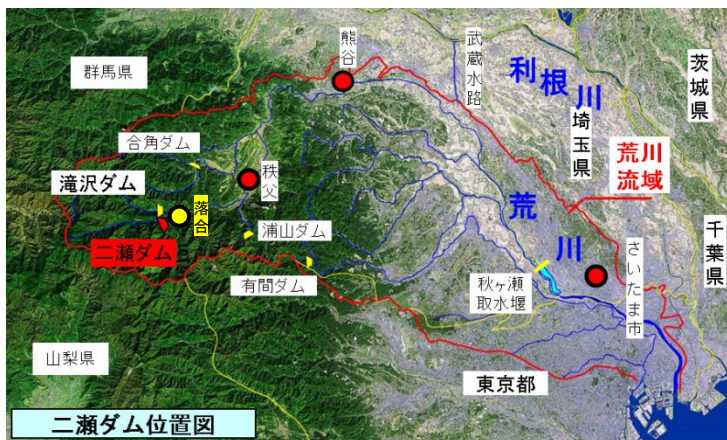 群馬県
熊谷
武蔵水路
利根川
茨城県
埼玉県
合角ダム
秩父
荒川
流域
滝沢ダム
落合
荒川
千葉県
二瀬ダム
浦山ダム
さいたま市
有間ダム
秋ヶ瀬
取水堰
山梨県
東京都
二瀬ダム位置図